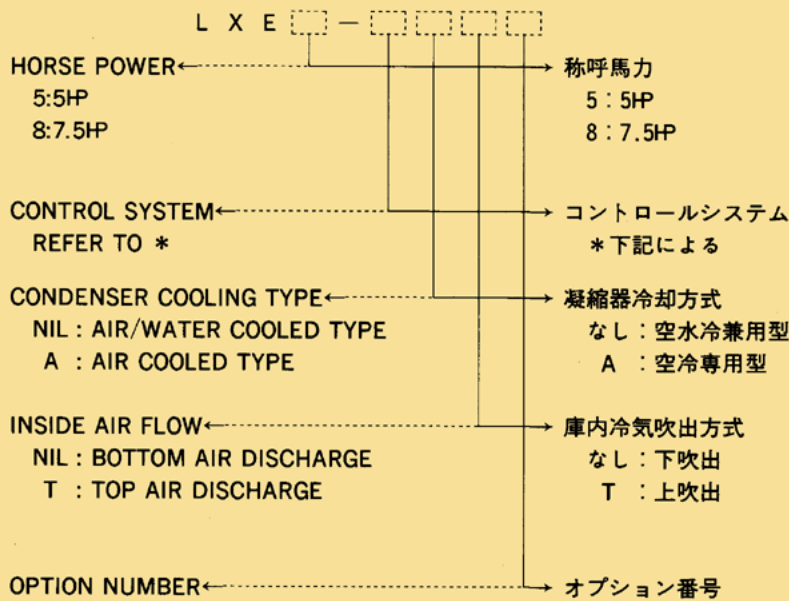 LXE□-□□□□
HORSE POWER 称呼馬力
5:5HP 5:5HP
8:7.5HP 8:7.5HP
CONTROL SYSTEM コントロールシステム
REFER TO * *下記による
CONDENSER COOLING TYPE 凝縮器冷却方式
NIL : AIR/WATER COOLED TYPE なし:空水冷兼用型
A : AIR COOLED TYPE A :空冷専用型
INSIDE AIR FLOW 庫内冷気吹出方式
NIL : BOTTOM AIR DISCHARGE なし:下吹出
T : TOP AIR DISCHARGE T :上吹出
OPTION NUMBER オプション番号